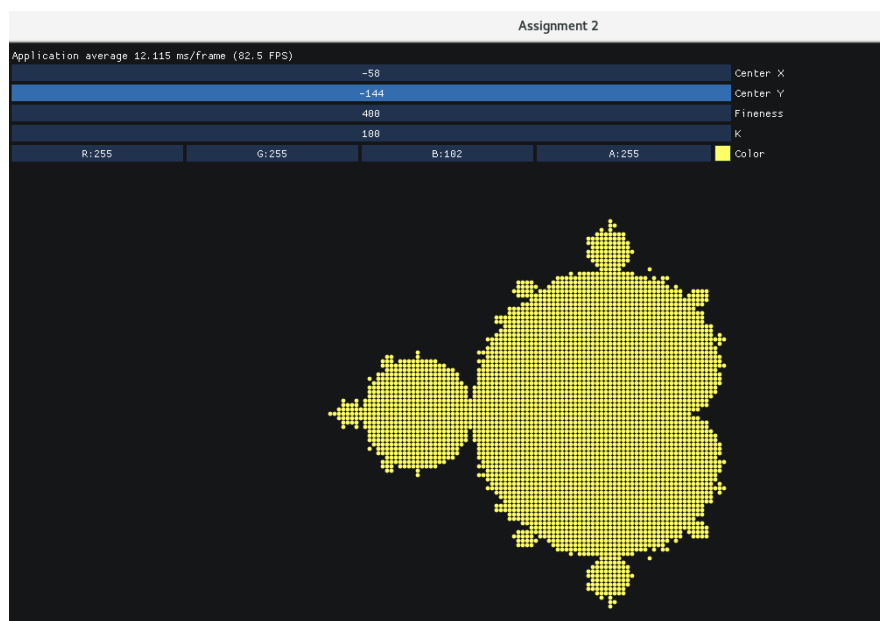 Assignment 2
Application average 12.115 ms/frame (82.5 FPS)
-58 Center X
-144 Center Y
400 Fineness
100 K
R:255 G:255 B:102 A:255 Color